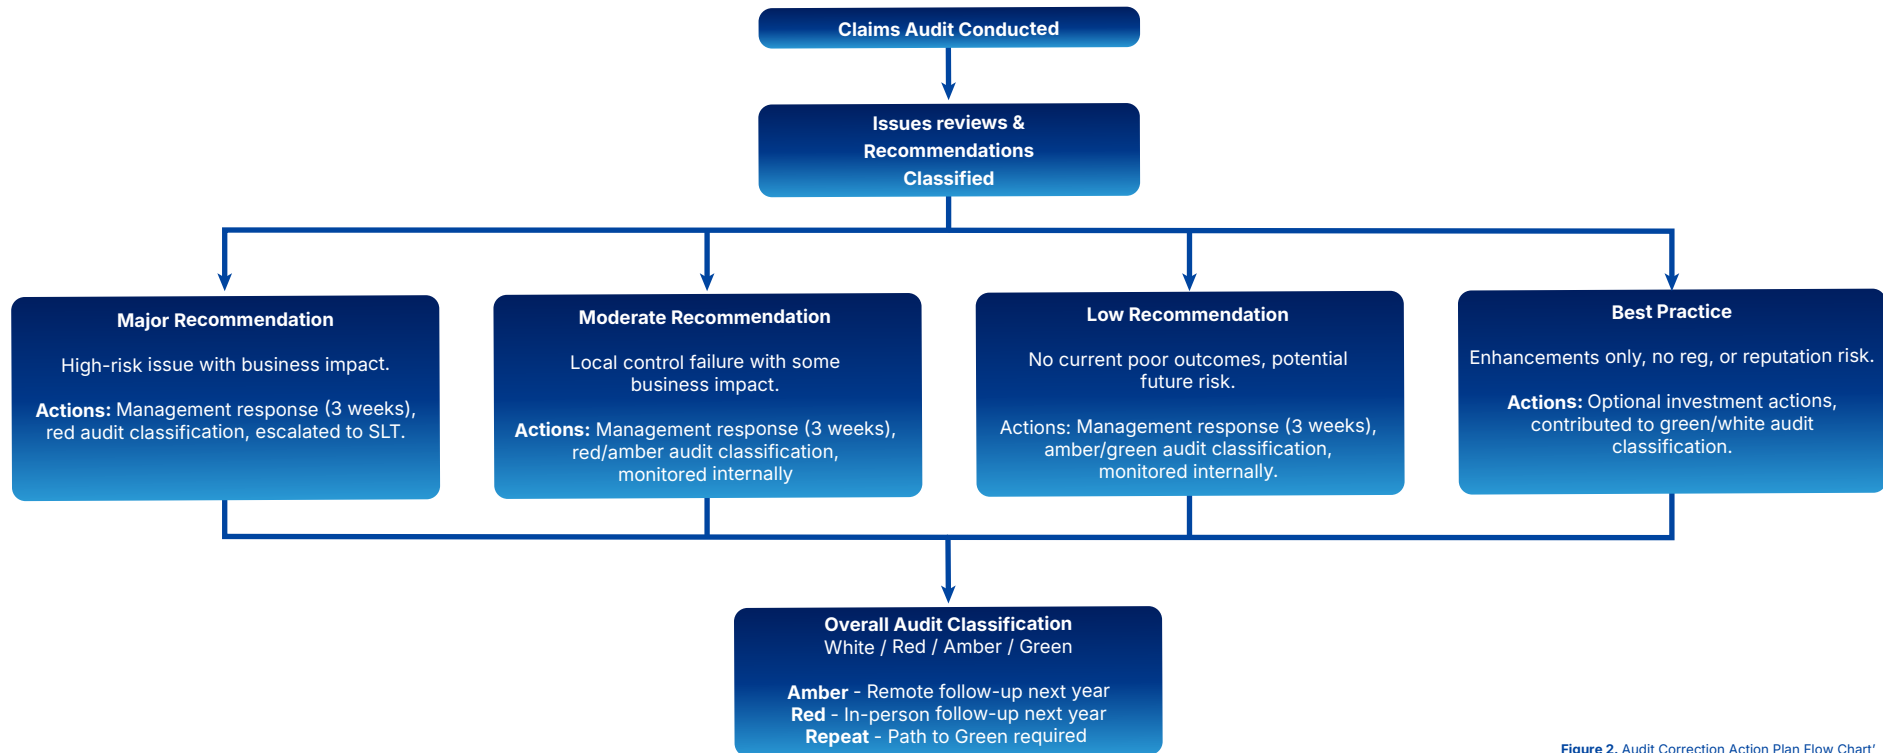 Claims Audit Conducted
Issues reviews &
Recommendations
Classified
Major Recommendation
High-risk issue with business impact.
Actions: Management response (3 weeks),
red audit classification, escalated to SLT.
Moderate Recommendation
Local control failure with some
business impact.
Actions: Management response (3 weeks),
red/amber audit classification,
monitored internally
Low Recommendation
No current poor outcomes, potential
future risk.
Actions: Management response (3 weeks),
amber/green audit classification,
monitored internally.
Best Practice
Enhancements only, no reg, or reputation risk.
Actions: Optional investment actions,
contributed to green/white audit
classification.
Overall Audit Classification
White / Red / Amber / Green
Amber - Remote follow-up next year
Red - In-person follow-up next year
Repeat - Path to Green required
Figure 2. Audit Correction Action Plan Flow Chart'